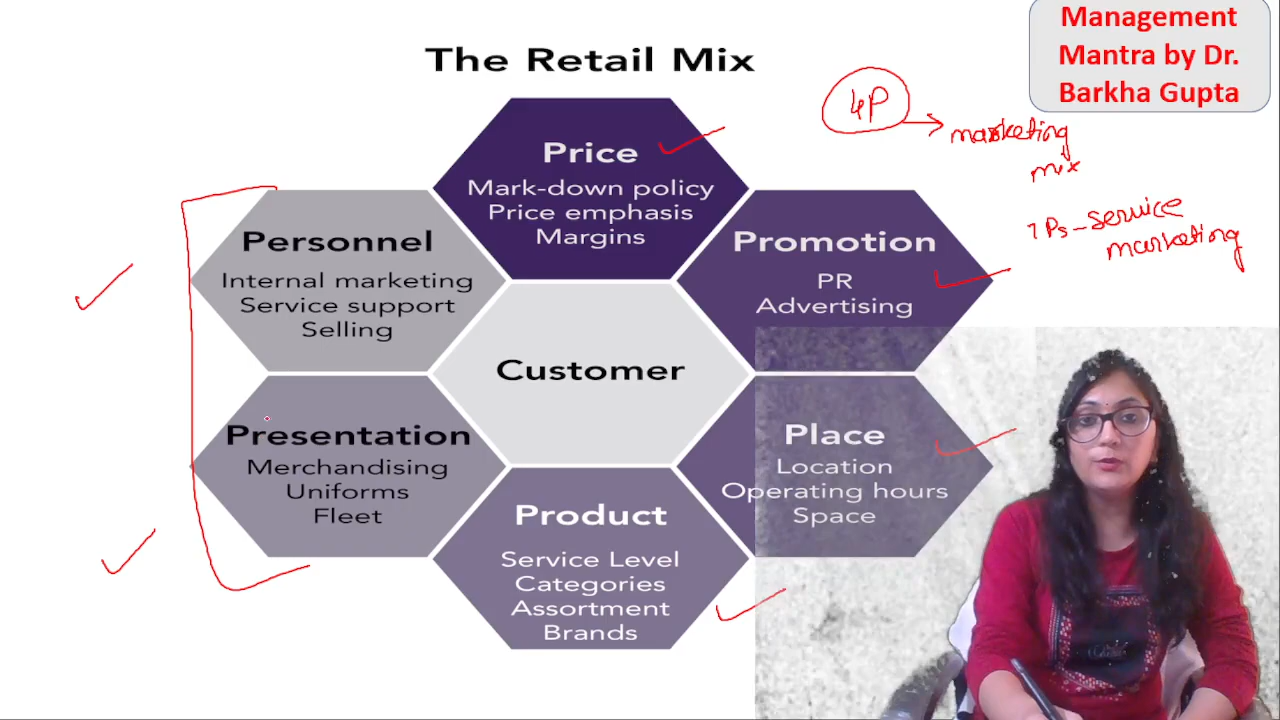 The Retail Mix
Management
Mantra by Dr.
Barkha Gupta
4P
marketing
mix
7 Ps - service
marketing
Price
Mark-down policy
Price emphasis
Margins
Personnel
Internal marketing
Service support
Selling
Promotion
PR
Advertising
Customer
Presentation
Merchandising
Uniforms
Fleet
Place
Location
Operating hours
Space
Product
Service Level
Categories
Assortment
Brands